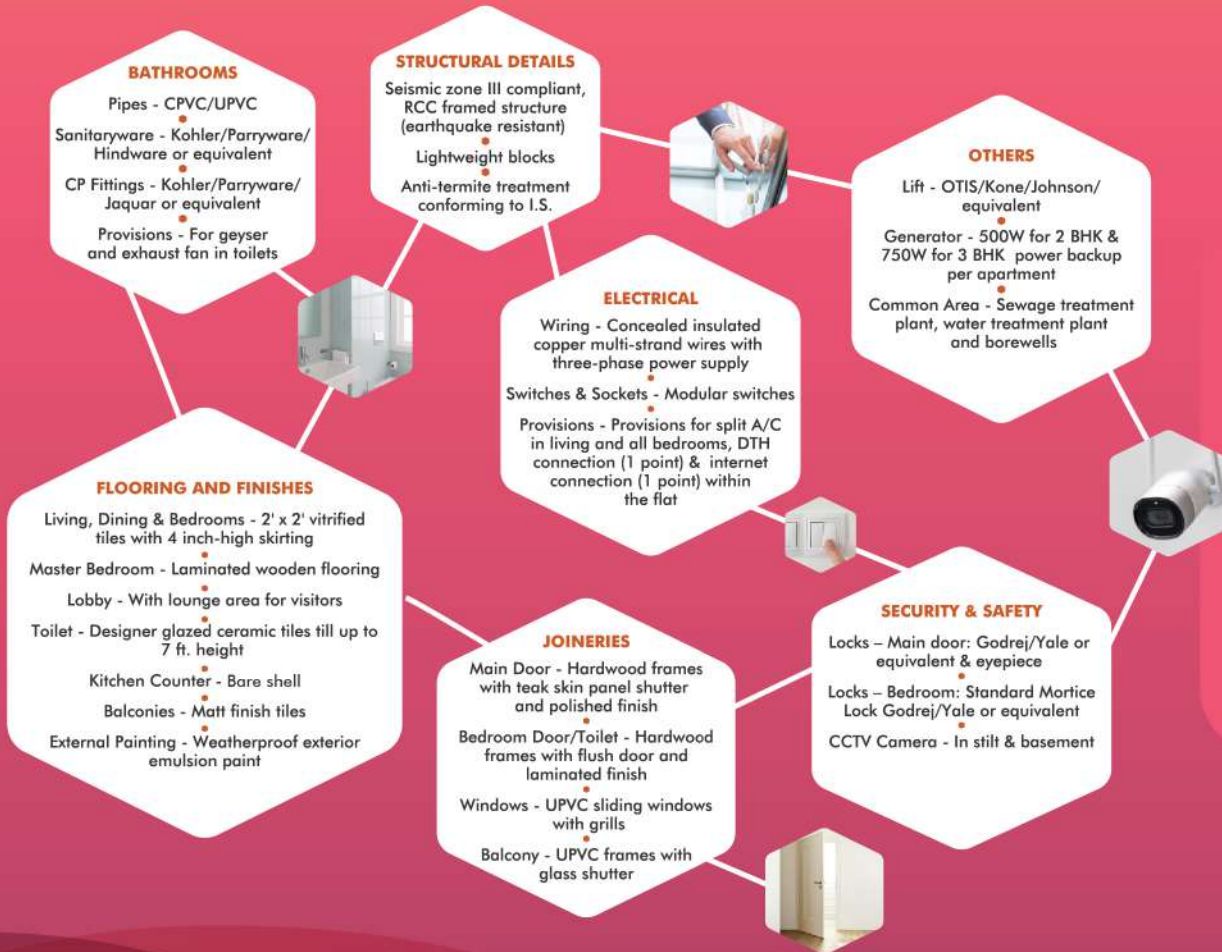 BATHROOMS
Pipes - CPVC/UPVC
Sanitaryware - Kohler/Parryware/
Hindware or equivalent
CP Fittings - Kohler/Parryware/
Jaquar or equivalent
Provisions - For geyser
and exhaust fan in toilets
STRUCTURAL DETAILS
Seismic zone III compliant,
RCC framed structure
(earthquake resistant)
Lightweight blocks
Anti-termite treatment
conforming to I.S.
OTHERS
Lift - OTIS/Kone/Johnson/
equivalent
Generator - 500W for 2 BHK &
750W for 3 BHK power backup
per apartment
Common Area - Sewage treatment
plant, water treatment plant
and borewells
ELECTRICAL
Wiring - Concealed insulated
copper multi-strand wires with
three-phase power supply
Switches & Sockets - Modular switches
Provisions - Provisions for split A/C
in living and all bedrooms, DTH
connection (1 point) & internet
connection (1 point) within
the flat
FLOORING AND FINISHES
Living, Dining & Bedrooms - 2' x 2' vitrified
tiles with 4 inch-high skirting
Master Bedroom - Laminated wooden flooring
Lobby - With lounge area for visitors
Toilet - Designer glazed ceramic tiles till up to
7 ft. height
Kitchen Counter - Bare shell
Balconies - Matt finish tiles
External Painting - Weatherproof exterior
emulsion paint
JOINERIES
Main Door - Hardwood frames
with teak skin panel shutter
and polished finish
Bedroom Door/Toilet - Hardwood
frames with flush door and
laminated finish
Windows - UPVC sliding windows
with grills
Balcony - UPVC frames with
glass shutter
SECURITY & SAFETY
Locks – Main door: Godrej/Yale or
equivalent & eyepiece
Locks – Bedroom: Standard Mortice
Lock Godrej/Yale or equivalent
CCTV Camera - In stilt & basement